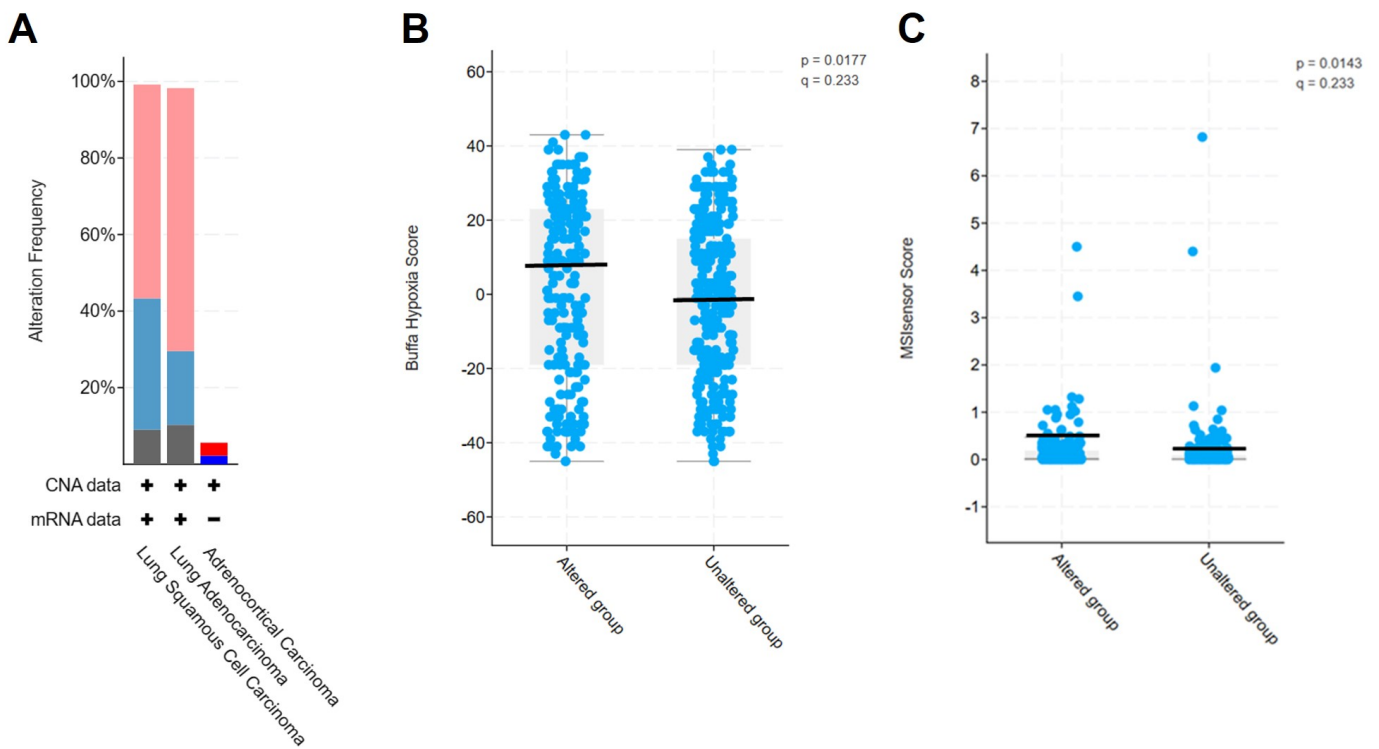 A
Alteration Frequency
100%
80%
60%
40%
20%
CNA data + + +
mRNA data + + −
Lung Squamous Cell Carcinoma
Lung Adenocarcinoma
Adrenocortical Carcinoma
B
p = 0.0177
q = 0.233
Buffa Hypoxia Score
60
40
20
0
-20
-40
-60
Altered group
Unaltered group
C
p = 0.0143
q = 0.233
MSIsensor Score
8
7
6
5
4
3
2
1
0
-1
Altered group
Unaltered group